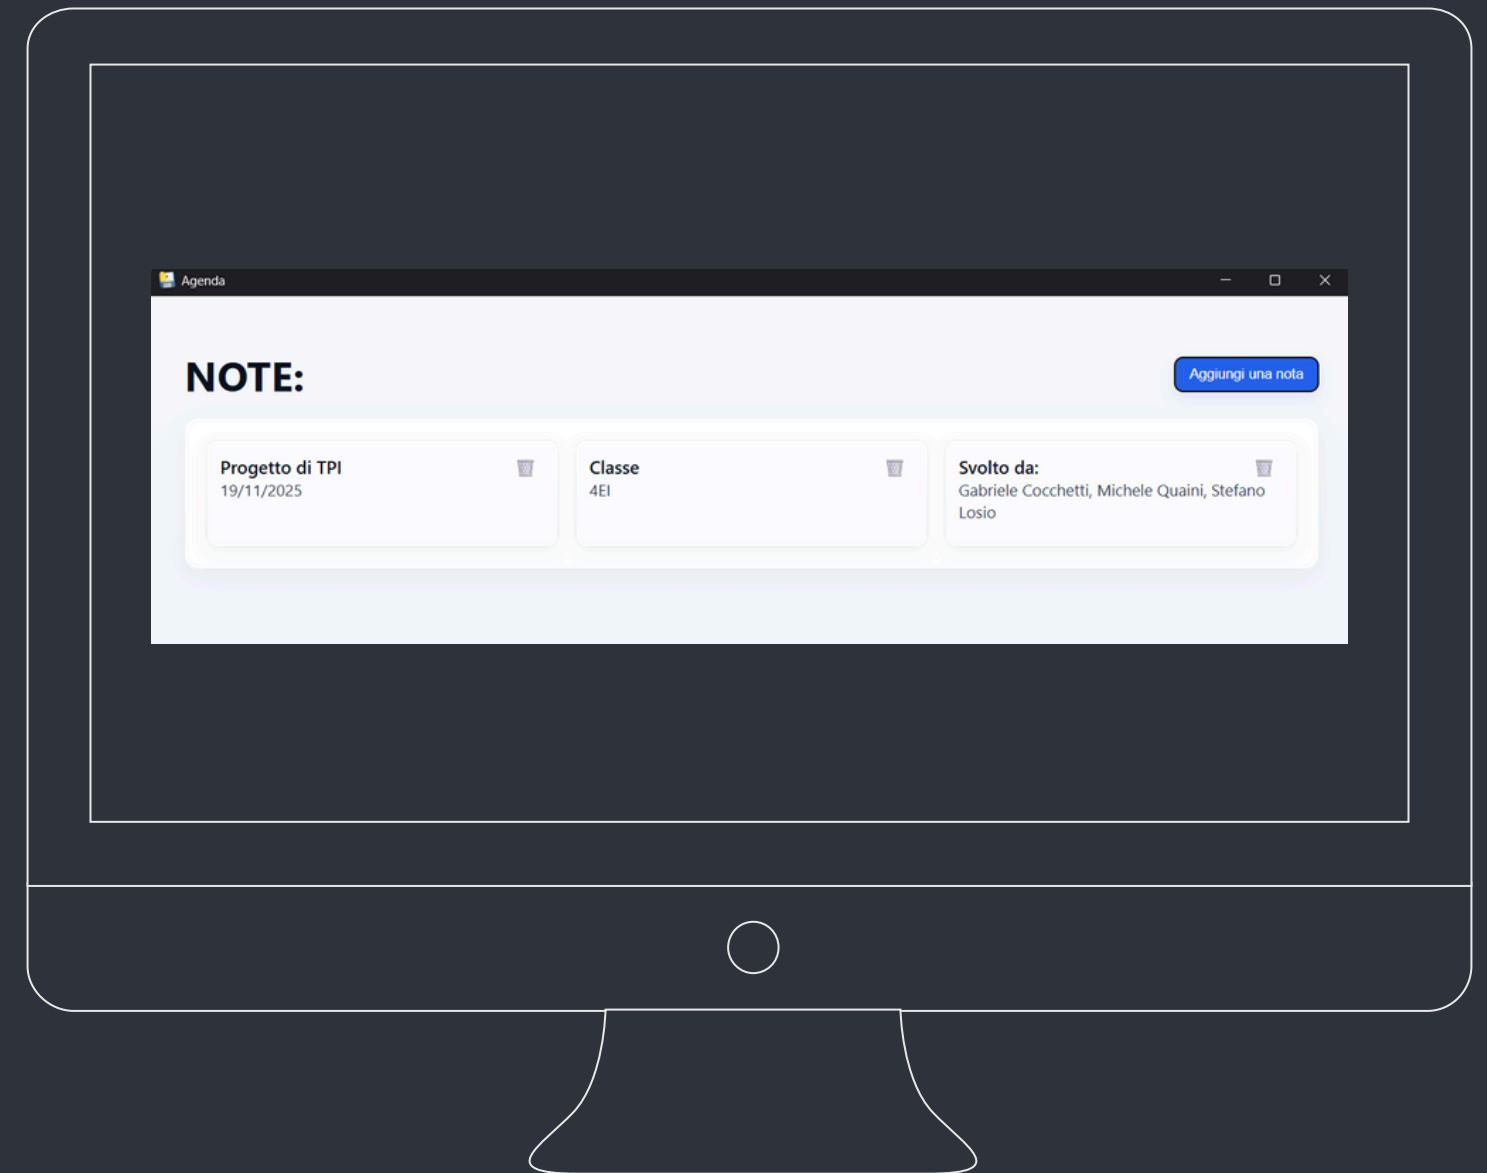 Agenda
NOTE:
Aggiungi una nota
Progetto di TPI
19/11/2025
Classe
4EI
Svolto da:
Gabriele Cocchetti, Michele Quaini, Stefano
Losio